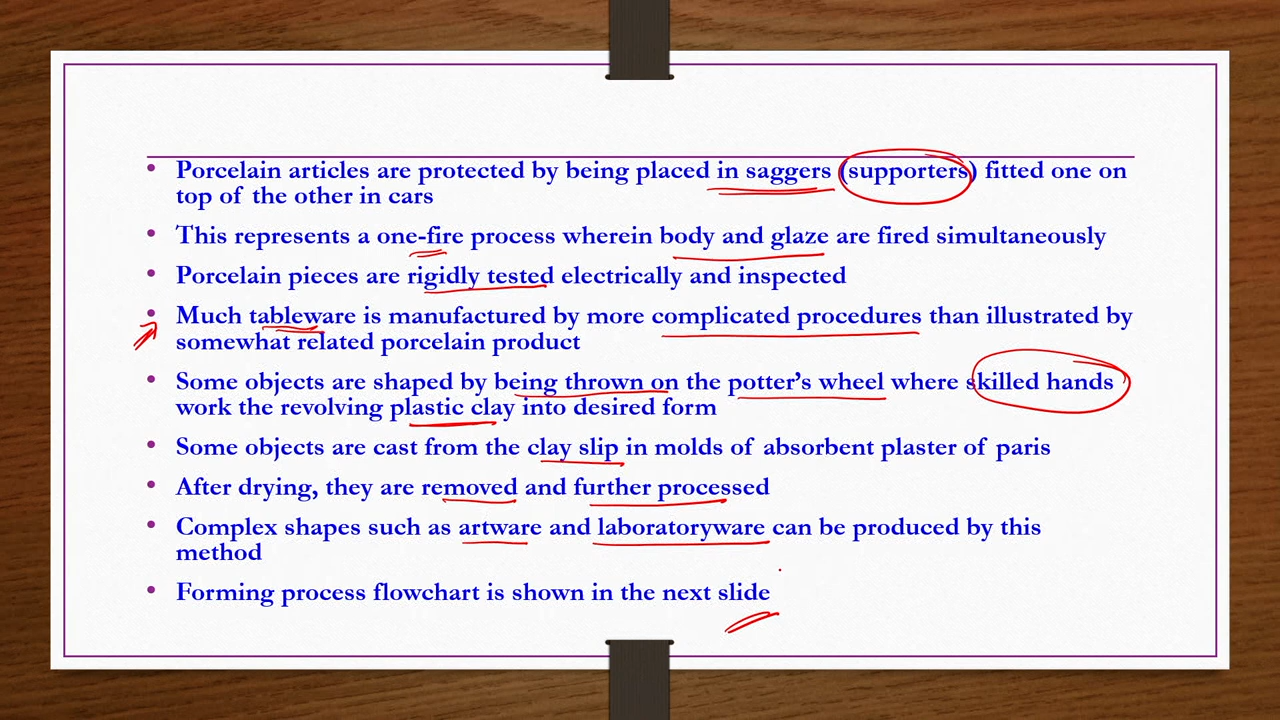 • Porcelain articles are protected by being placed in saggers (supporters) fitted one on
top of the other in cars
• This represents a one-fire process wherein body and glaze are fired simultaneously
• Porcelain pieces are rigidly tested electrically and inspected
• Much tableware is manufactured by more complicated procedures than illustrated by
somewhat related porcelain product
• Some objects are shaped by being thrown on the potter’s wheel where skilled hands
work the revolving plastic clay into desired form
• Some objects are cast from the clay slip in molds of absorbent plaster of paris
• After drying, they are removed and further processed
• Complex shapes such as artware and laboratoryware can be produced by this
method
• Forming process flowchart is shown in the next slide